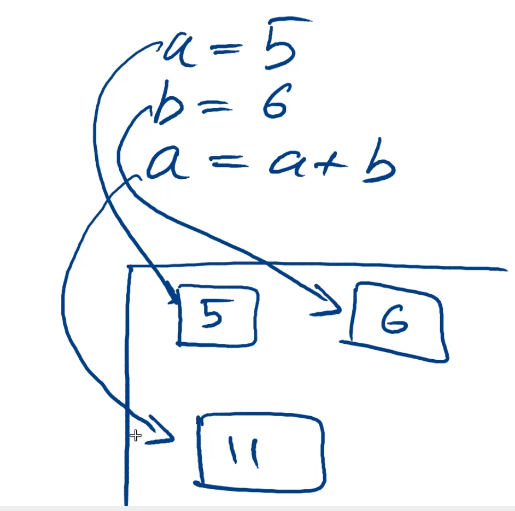 a = 5
b = 6
a = a + b
5
6
11